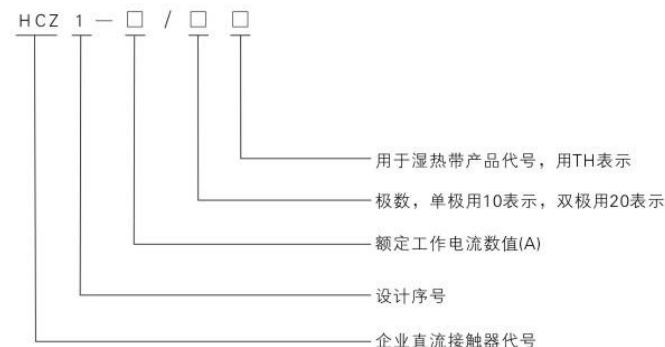 HCZ 1 — □ / □ □
用于湿热带产品代号，用TH表示
极数，单极用10表示，双极用20表示
额定工作电流数值(A)
设计序号
企业直流接触器代号